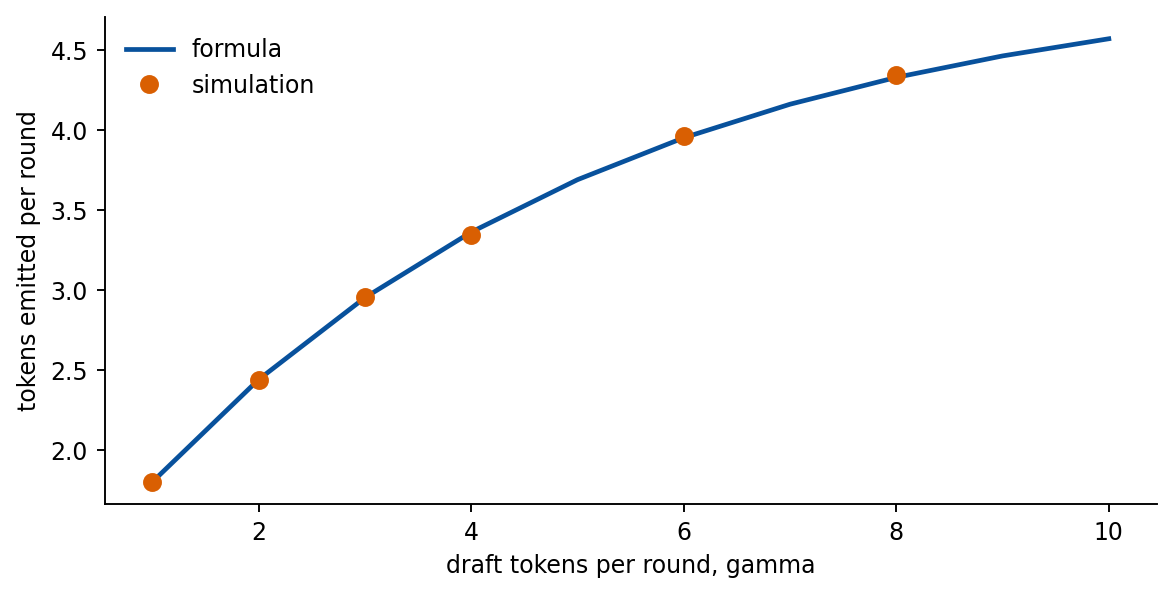 formula
simulation
4.5
4.0
3.5
3.0
2.5
2.0
tokens emitted per round
2 4 6 8 10
draft tokens per round, gamma